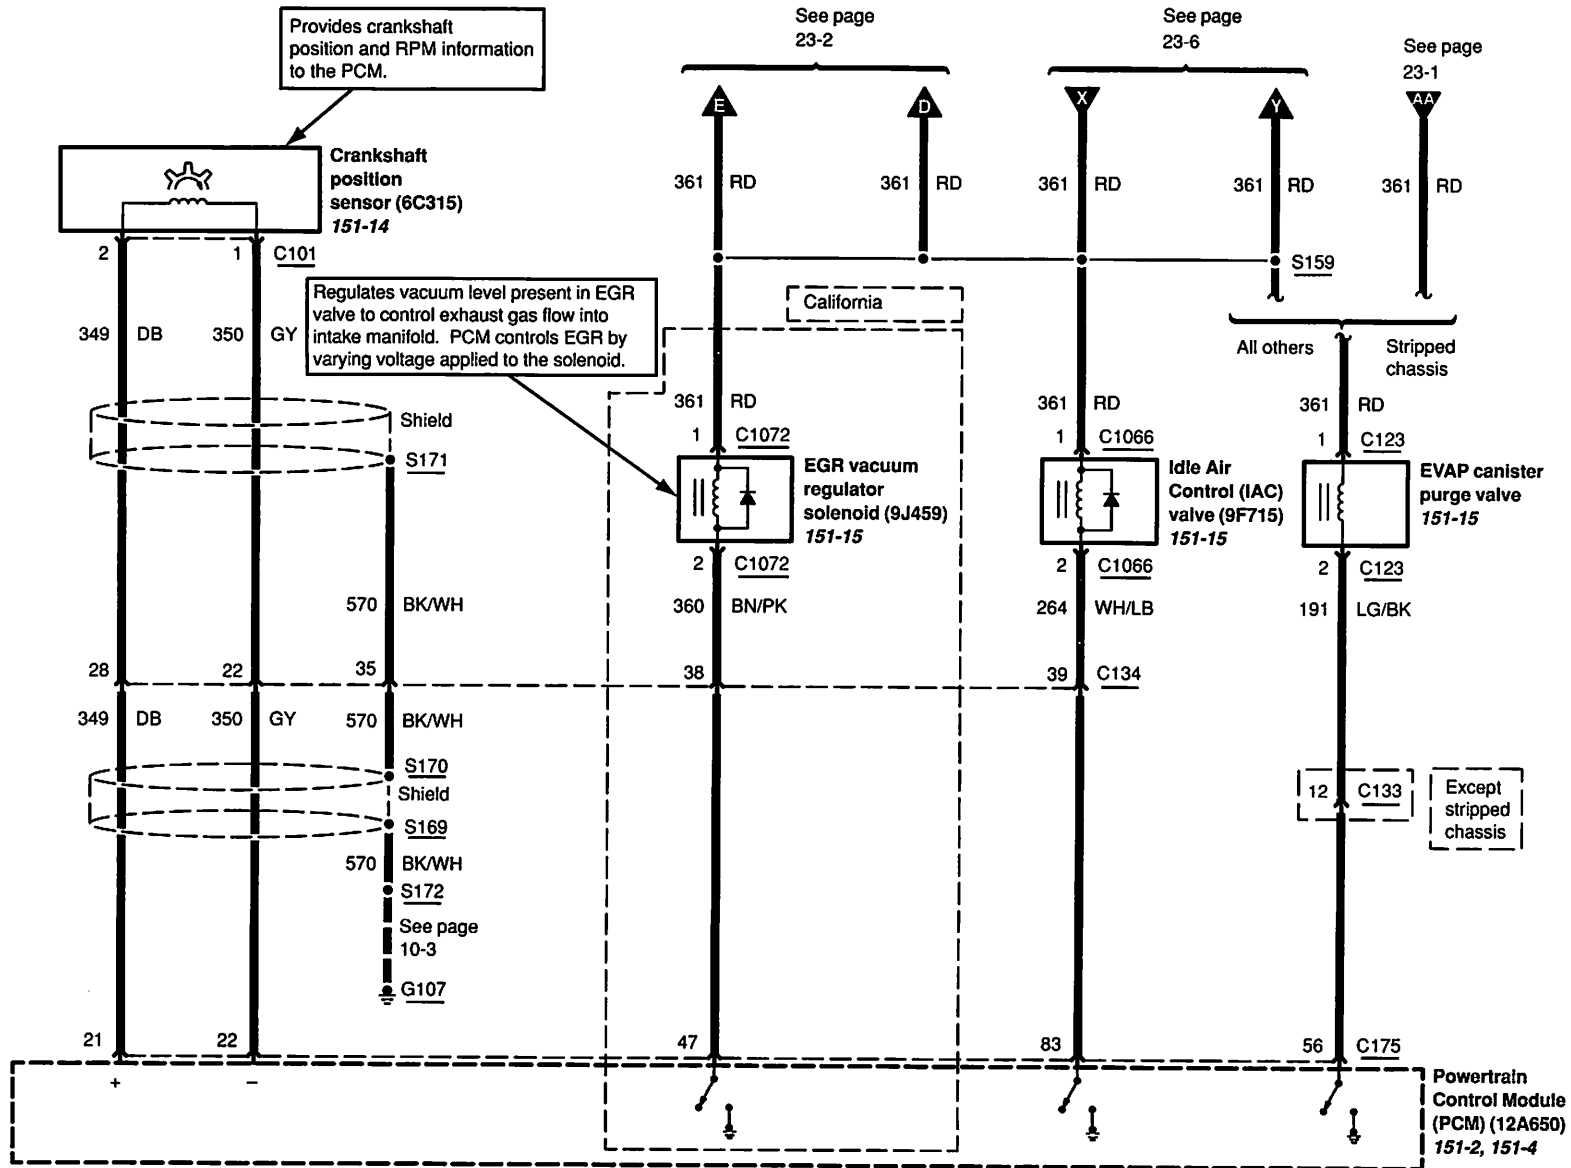 Provides crankshaft
position and RPM information
to the PCM.
See page
23-2
See page
23-6
See page
23-1
E
D
X
Y
AA
Crankshaft
position
sensor (6C315)
151-14
361 RD
361 RD
361 RD
361 RD
361 RD
2
1 C101
S159
Regulates vacuum level present in EGR
valve to control exhaust gas flow into
intake manifold. PCM controls EGR by
varying voltage applied to the solenoid.
California
349 DB
350 GY
All others
Stripped
chassis
Shield
S171
361 RD
361 RD
361 RD
1 C1072
1 C1066
1 C123
EGR vacuum
regulator
solenoid (9J459)
151-15
Idle Air
Control (IAC)
valve (9F715)
151-15
EVAP canister
purge valve
151-15
2 C1072
2 C1066
2 C123
570 BK/WH
360 BN/PK
264 WH/LB
191 LG/BK
28
22
35
38
39 C134
349 DB
350 GY
570 BK/WH
S170
Shield
S169
12 C133
Except
stripped
chassis
570 BK/WH
S172
See page
10-3
G107
21
22
47
83
56 C175
+
–
Powertrain
Control Module
(PCM) (12A650)
151-2, 151-4